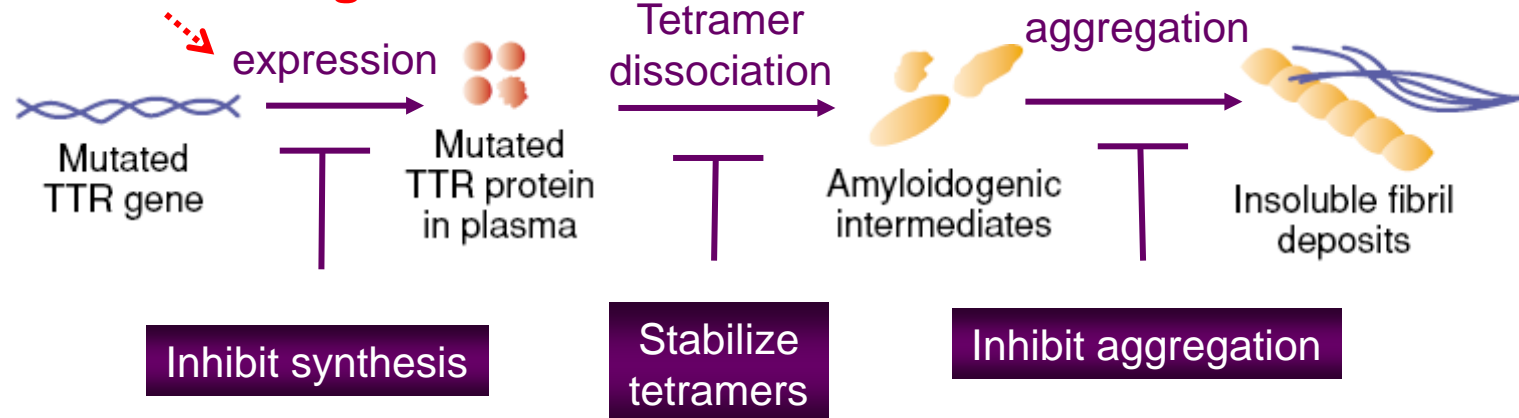 expression
Tetramer
dissociation
aggregation
Mutated
TTR gene
Mutated
TTR protein
in plasma
Amyloidogenic
intermediates
Insoluble fibril
deposits
Inhibit synthesis
Stabilize
tetramers
Inhibit aggregation